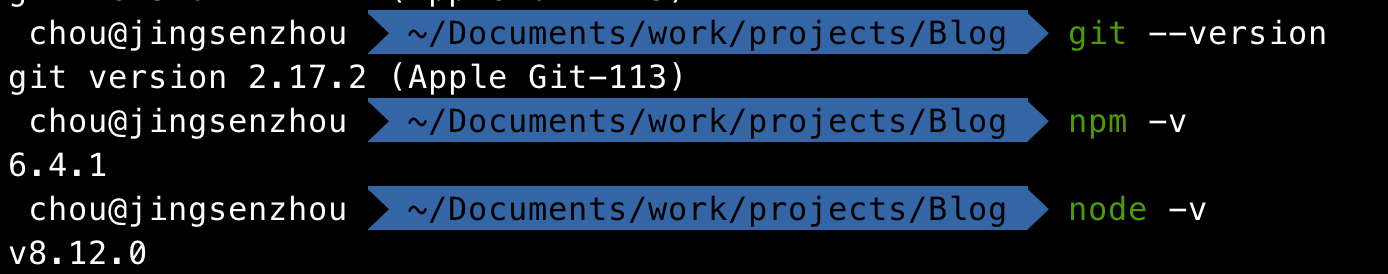 chou@jingsenzhou ~/Documents/work/projects/Blog git --version
git version 2.17.2 (Apple Git-113)
chou@jingsenzhou ~/Documents/work/projects/Blog npm -v
6.4.1
chou@jingsenzhou ~/Documents/work/projects/Blog node -v
v8.12.0